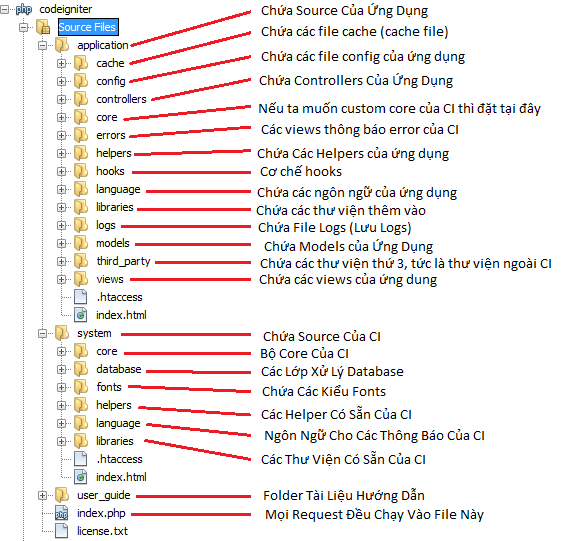 codeigniter
Source Files
application Chứa Source Của Ứng Dụng
cache Chứa các file cache (cache file)
config Chứa các file config của ứng dụng
controllers Chứa Controllers Của Ứng Dụng
core Nếu ta muốn custom core của CI thì đặt tại đây
errors Các views thông báo error của CI
helpers Chứa Các Helpers của ứng dụng
hooks Cơ chế hooks
language Chứa các ngôn ngữ của ứng dụng
libraries Chứa các thư viện thêm vào
logs Chứa File Logs (Lưu Logs)
models Chứa Models của Ứng Dụng
third_party Chứa các thư viện thứ 3, tức là thư viện ngoài CI
views Chứa các views của ứng dung
.htaccess
index.html
system Chứa Source Của CI
core Bộ Core Của CI
database Các Lớp Xử Lý Database
fonts Chứa Các Kiểu Fonts
helpers Các Helper Có Sẵn Của CI
language Ngôn Ngữ Cho Các Thông Báo Của CI
libraries Các Thư Viện Có Sẵn Của CI
.htaccess
index.html
user_guide Folder Tài Liệu Hướng Dẫn
index.php Mọi Request Đều Chạy Vào File Này
license.txt